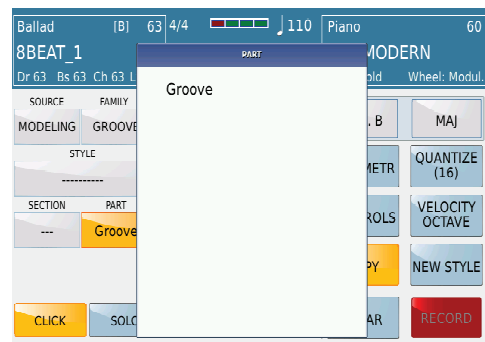 Ballad [B] 63 4/4 110 Piano 60
8BEAT_1 MODERN
Dr 63 Bs 63 Ch 63 L old Wheel: Modul.
PART
Groove
SOURCE FAMILY
MODELING GROOVE . B MAJ
STYLE
---------- METR QUANTIZE
(16)
SECTION PART
--- Groove ROLS VELOCITY
OCTAVE
PY NEW STYLE
CLICK SOLO AR RECORD